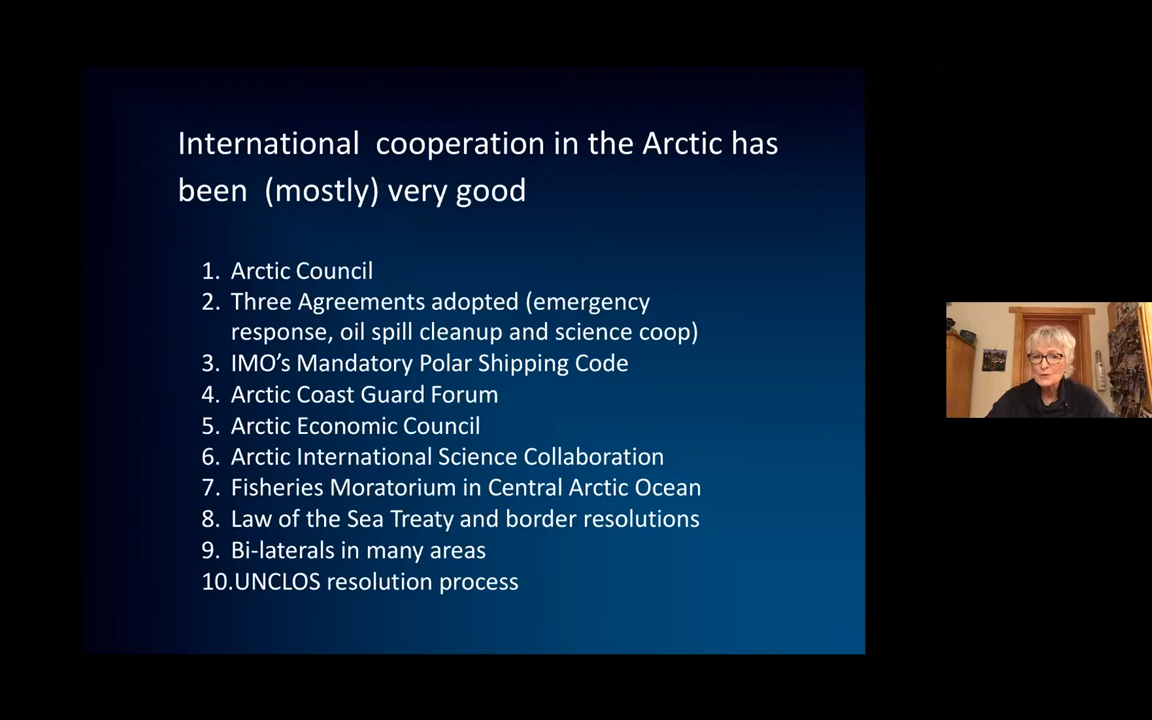 International  cooperation in the Arctic has
been  (mostly) very good
1. Arctic Council
2. Three Agreements adopted (emergency
response, oil spill cleanup and science coop)
3. IMO's Mandatory Polar Shipping Code
4. Arctic Coast Guard Forum
5. Arctic Economic Council
6. Arctic International Science Collaboration
7. Fisheries Moratorium in Central Arctic Ocean
8. Law of the Sea Treaty and border resolutions
9. Bi-laterals in many areas
10.UNCLOS resolution process